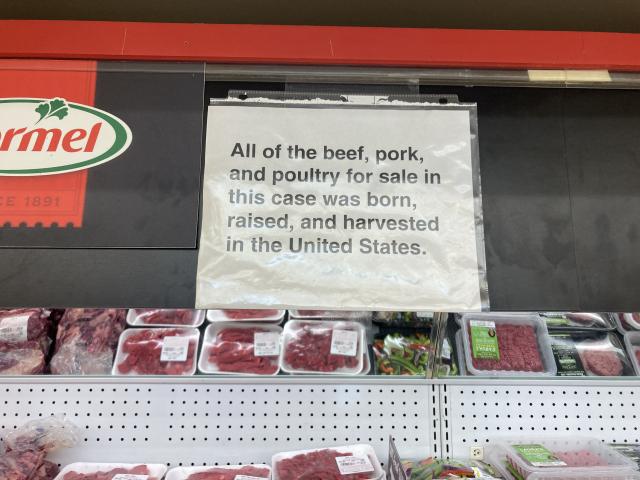 ormel
CE 1891
All of the beef, pork,
and poultry for sale in
this case was born,
raised, and harvested
in the United States.